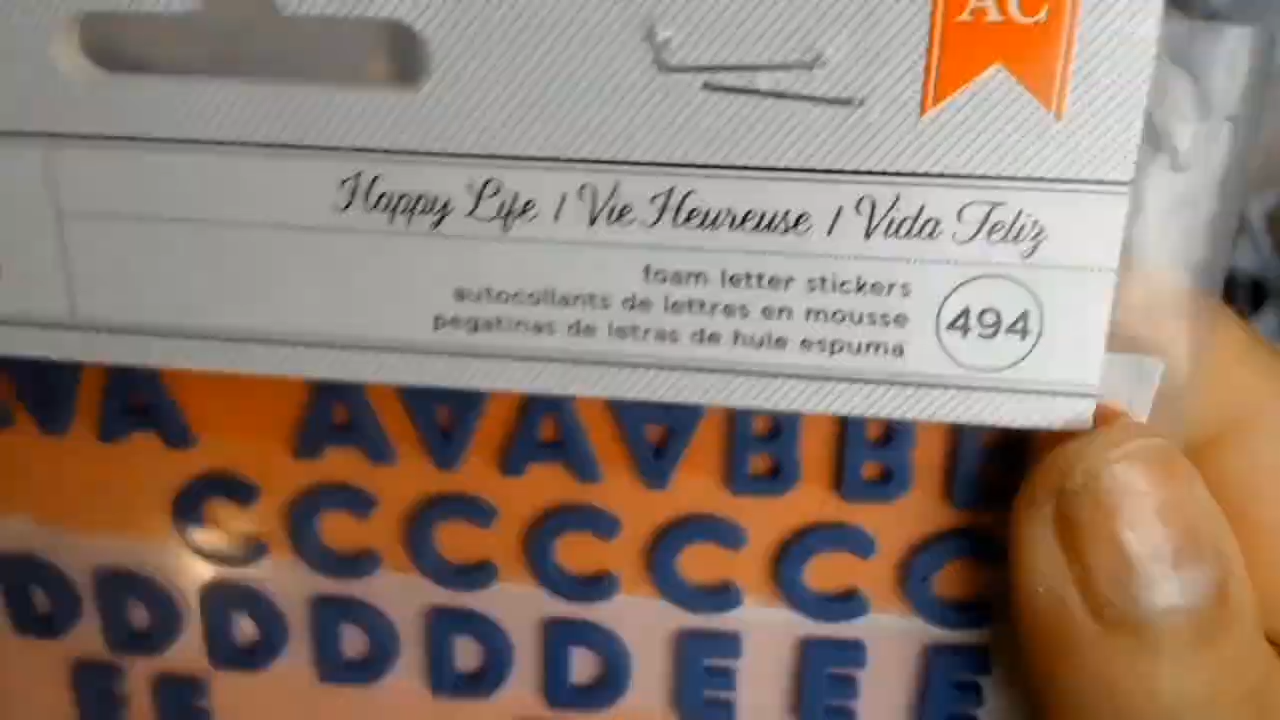 AC
Happy Life / Vie Heureuse / Vida Feliz
foam letter stickers
autocollants de lettres en mousse
pegatinas de letras de hule espuma
494
A A V A V B B
C C C C C C C
D D D D D D E E E
E E